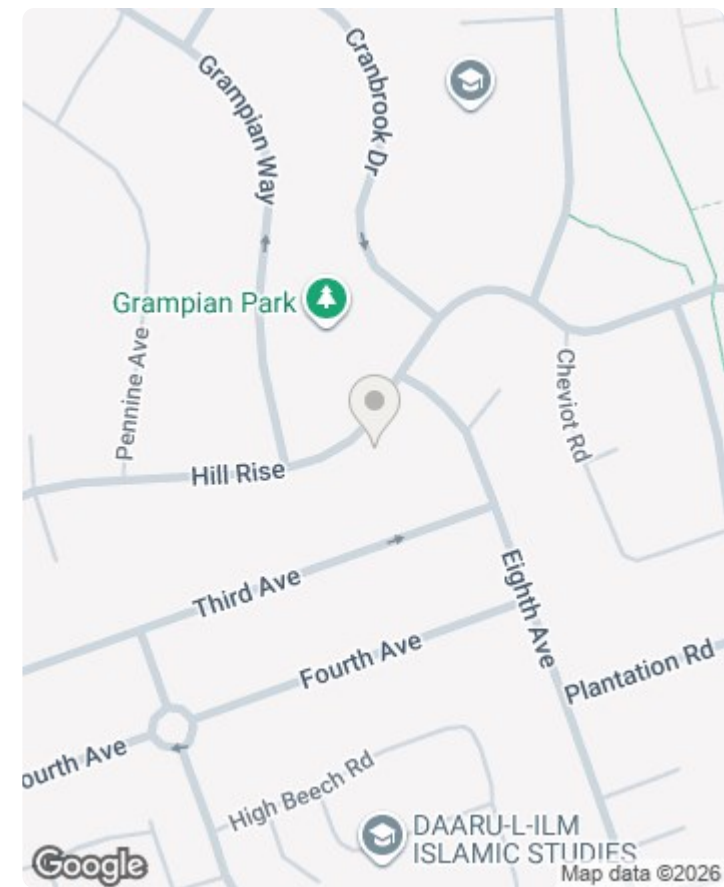 Grampian Way
Cranbrook Dr
Grampian Park
Pennine Ave
Cheviot Rd
Hill Rise
Third Ave
Eighth Ave
Fourth Ave
Plantation Rd
ourth Ave
High Beech Rd
DAARU-L-ILM
ISLAMIC STUDIES
Google
Map data ©2026